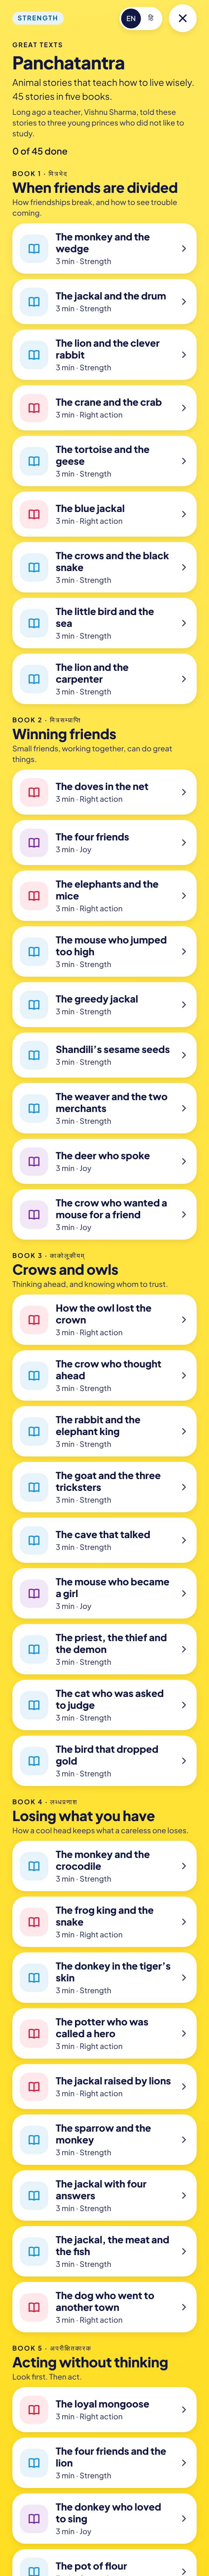 STRENGTH
EN
हि
GREAT TEXTS
Panchatantra
Animal stories that teach how to live wisely.
45 stories in five books.
Long ago a teacher, Vishnu Sharma, told these
stories to three young princes who did not like to
study.
0 of 45 done
BOOK 1 · मित्रभेद
When friends are divided
How friendships break, and how to see trouble
coming.
The monkey and the
wedge
3 min · Strength
The jackal and the drum
3 min · Strength
The lion and the clever
rabbit
3 min · Strength
The crane and the crab
3 min · Right action
The tortoise and the
geese
3 min · Strength
The blue jackal
3 min · Right action
The crows and the black
snake
3 min · Strength
The little bird and the
sea
3 min · Strength
The lion and the
carpenter
3 min · Strength
BOOK 2 · मित्रसम्प्राप्ति
Winning friends
Small friends, working together, can do great
things.
The doves in the net
3 min · Right action
The four friends
3 min · Joy
The elephants and the
mice
3 min · Right action
The mouse who jumped
too high
3 min · Strength
The greedy jackal
3 min · Strength
Shandili’s sesame seeds
3 min · Strength
The weaver and the two
merchants
3 min · Strength
The deer who spoke
3 min · Joy
The crow who wanted a
mouse for a friend
3 min · Joy
BOOK 3 · काकोलूकीयम्
Crows and owls
Thinking ahead, and knowing whom to trust.
How the owl lost the
crown
3 min · Right action
The crow who thought
ahead
3 min · Strength
The rabbit and the
elephant king
3 min · Strength
The goat and the three
tricksters
3 min · Strength
The cave that talked
3 min · Strength
The mouse who became
a girl
3 min · Joy
The priest, the thief and
the demon
3 min · Strength
The cat who was asked
to judge
3 min · Strength
The bird that dropped
gold
3 min · Strength
BOOK 4 · लब्धप्रणाश
Losing what you have
How a cool head keeps what a careless one loses.
The monkey and the
crocodile
3 min · Strength
The frog king and the
snake
3 min · Right action
The donkey in the tiger’s
skin
3 min · Strength
The potter who was
called a hero
3 min · Right action
The jackal raised by lions
3 min · Right action
The sparrow and the
monkey
3 min · Strength
The jackal with four
answers
3 min · Strength
The jackal, the meat and
the fish
3 min · Strength
The dog who went to
another town
3 min · Right action
BOOK 5 · अपरीक्षितकारक
Acting without thinking
Look first. Then act.
The loyal mongoose
3 min · Right action
The four friends and the
lion
3 min · Strength
The donkey who loved
to sing
3 min · Joy
The pot of flour
3 min · Strength